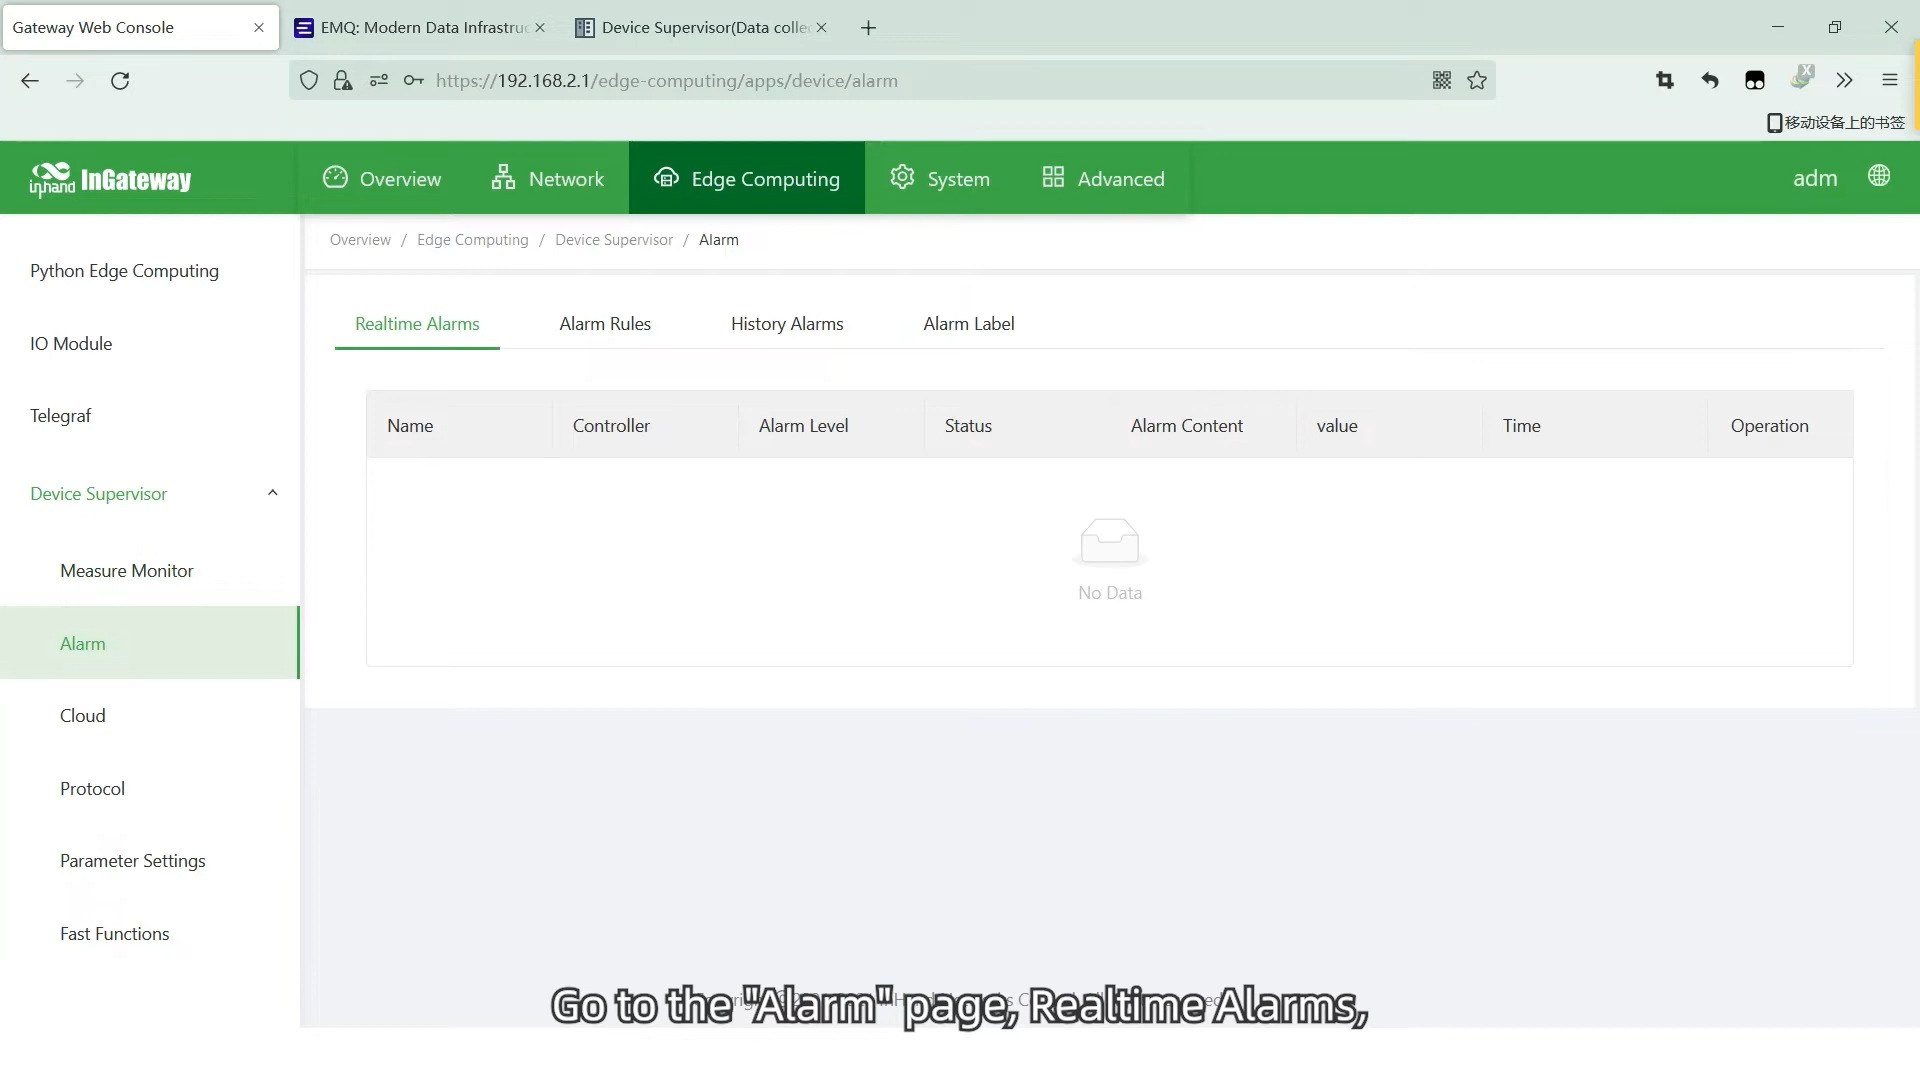 Gateway Web Console
EMQ: Modern Data Infrastruc
Device Supervisor(Data colle
https://192.168.2.1/edge-computing/apps/device/alarm
移动设备上的书签
inhand InGateway
Overview
Network
Edge Computing
System
Advanced
adm
Overview / Edge Computing / Device Supervisor / Alarm
Python Edge Computing
IO Module
Telegraf
Device Supervisor
Measure Monitor
Alarm
Cloud
Protocol
Parameter Settings
Fast Functions
Realtime Alarms
Alarm Rules
History Alarms
Alarm Label
Name
Controller
Alarm Level
Status
Alarm Content
value
Time
Operation
No Data
Go to the "Alarm" page, Realtime Alarms,